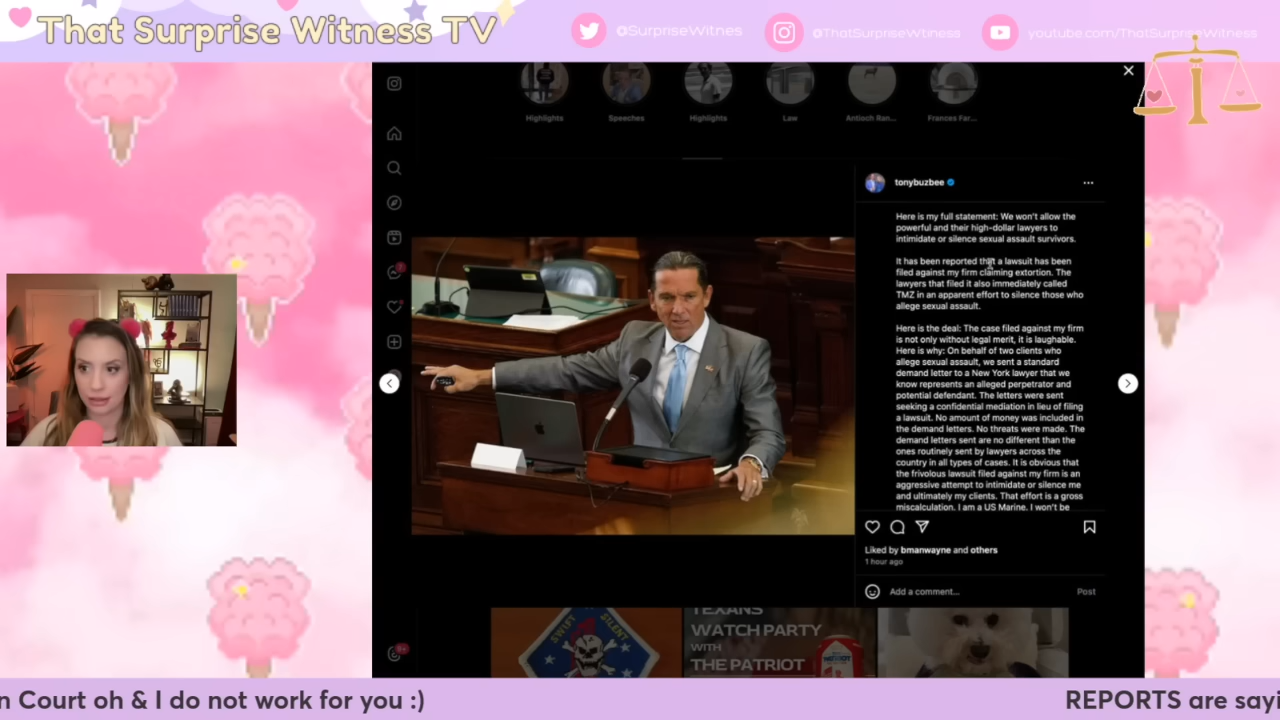 That Surprise Witness TV
@SurpriseWitnes
@ThatSurpriseWtiness
youtube.com/ThatSurpriseWitness
Highlights
Speeches
Highlights
Law
Antioch Ran...
Frances Far...
tonybuzbee
Here is my full statement: We won't allow the
powerful and their high-dollar lawyers to
intimidate or silence sexual assault survivors.
It has been reported that a lawsuit has been
filed against my firm claiming extortion. The
lawyers that filed it also immediately called
TMZ in an apparent effort to silence those who
allege sexual assault.
Here is the deal: The case filed against my firm
is not only without legal merit, it is laughable.
Here is why: On behalf of two clients who
allege sexual assault, we sent a standard
demand letter to a New York lawyer that we
know represents an alleged perpetrator and
potential defendant. The letters were sent
seeking a confidential mediation in lieu of filing
a lawsuit. No amount of money was included in
the demand letters. No threats were made. The
demand letters sent are no different than the
ones routinely sent by lawyers across the
country in all types of cases. It is obvious that
the frivolous lawsuit filed against my firm is an
aggressive attempt to intimidate or silence me
and ultimately my clients. That effort is a gross
miscalculation. I am a US Marine. I won't be
Liked by bmanwayne and others
1 hour ago
Add a comment...
Post
SWIFT SILENT
TEXANS
WATCH PARTY
WITH
THE PATRIOT
n Court oh & I do not work for you :)
REPORTS are sayi